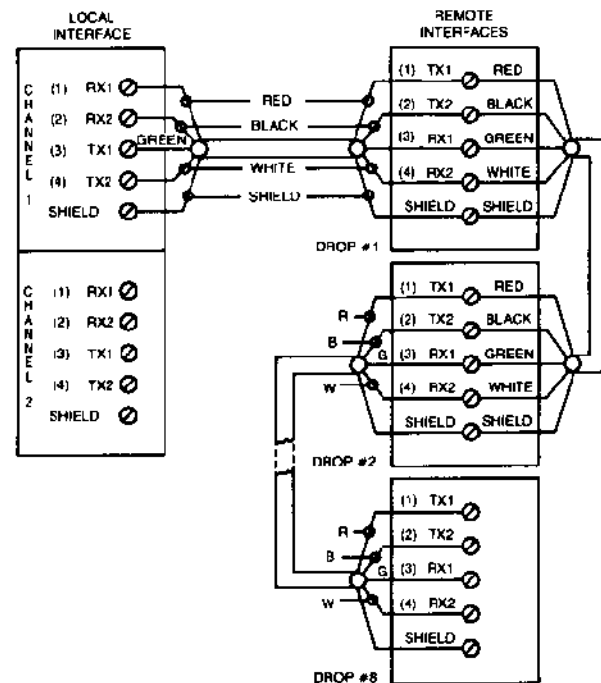 LOCAL
INTERFACE
CHANNEL 1
(1) RX1
(2) RX2
(3) TX1
(4) TX2
SHIELD
GREEN
RED
BLACK
WHITE
SHIELD
CHANNEL 2
(1) RX1
(2) RX2
(3) TX1
(4) TX2
SHIELD
REMOTE
INTERFACES
(1) TX1 RED
(2) TX2 BLACK
(3) RX1 GREEN
(4) RX2 WHITE
SHIELD SHIELD
DROP #1
R
B
G
W
(1) TX1 RED
(2) TX2 BLACK
(3) RX1 GREEN
(4) RX2 WHITE
SHIELD SHIELD
DROP #2
R
B
G
W
(1) TX1
(2) TX2
(3) RX1
(4) RX2
SHIELD
DROP #8